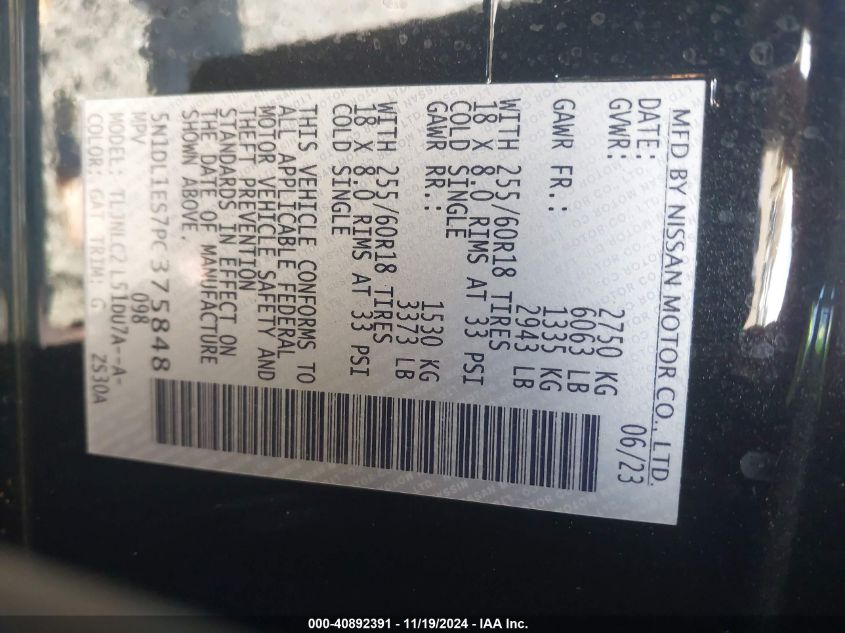 MFD BY NISSAN MOTOR CO., LTD.
DATE: 06/23
GVWR: 2750 KG
6063 LB
GAWR FR.: 1335 KG
2943 LB
WITH 255/60R18 TIRES
18 X 8.0 RIMS AT 33 PSI
COLD SINGLE
GAWR RR.: 1530 KG
3373 LB
WITH 255/60R18 TIRES
18 X 8.0 RIMS AT 33 PSI
COLD SINGLE
THIS VEHICLE CONFORMS TO
ALL APPLICABLE FEDERAL
MOTOR VEHICLE SAFETY AND
THEFT PREVENTION
STANDARDS IN EFFECT ON
THE DATE OF MANUFACTURE
SHOWN ABOVE.
5N1DL1ES7PC375848
MPV 098
MODEL: TLJNLC2 L51DU7A--A-
COLOR: GAT TRIM: G 2S30A
000-40892391 - 11/19/2024 - IAA Inc.